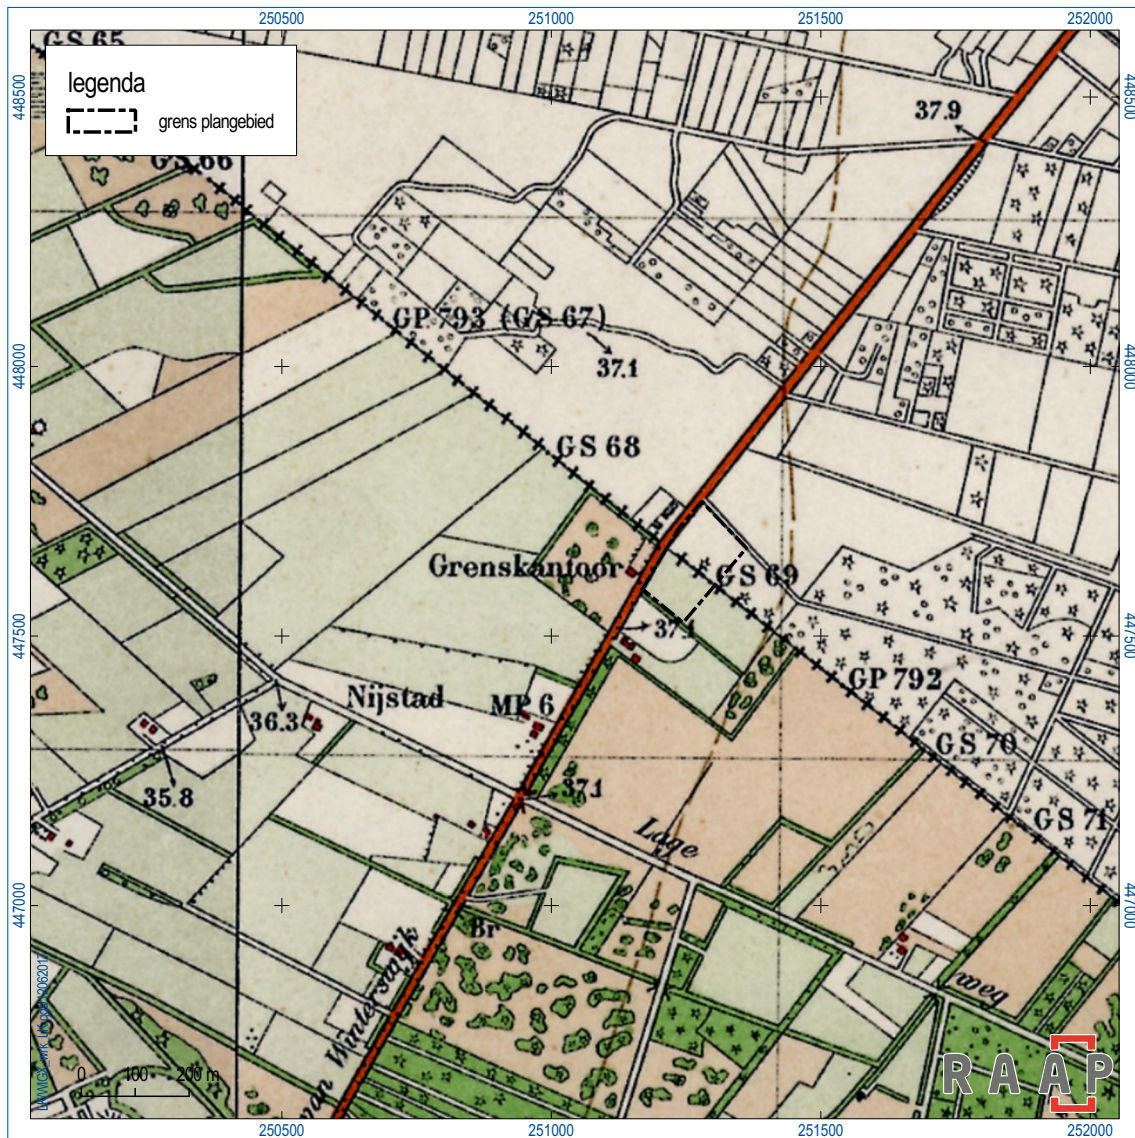 250500 251000 251500 252000
448500
448000
447500
447000
448500
448000
447500
447000
GS 65
legenda
grens plangebied
GS 66
37.9
GP 793 (GS 67)
37.1
GS 68
Grenskantoor
GS 69
GP 792
Nijstad
MP 6
36.3
GS 70
35.8
37.1
GS 71
Lage
Br
weg
van Winterswijk
0 100 200 m
RAAP
250500 251000 251500 252000